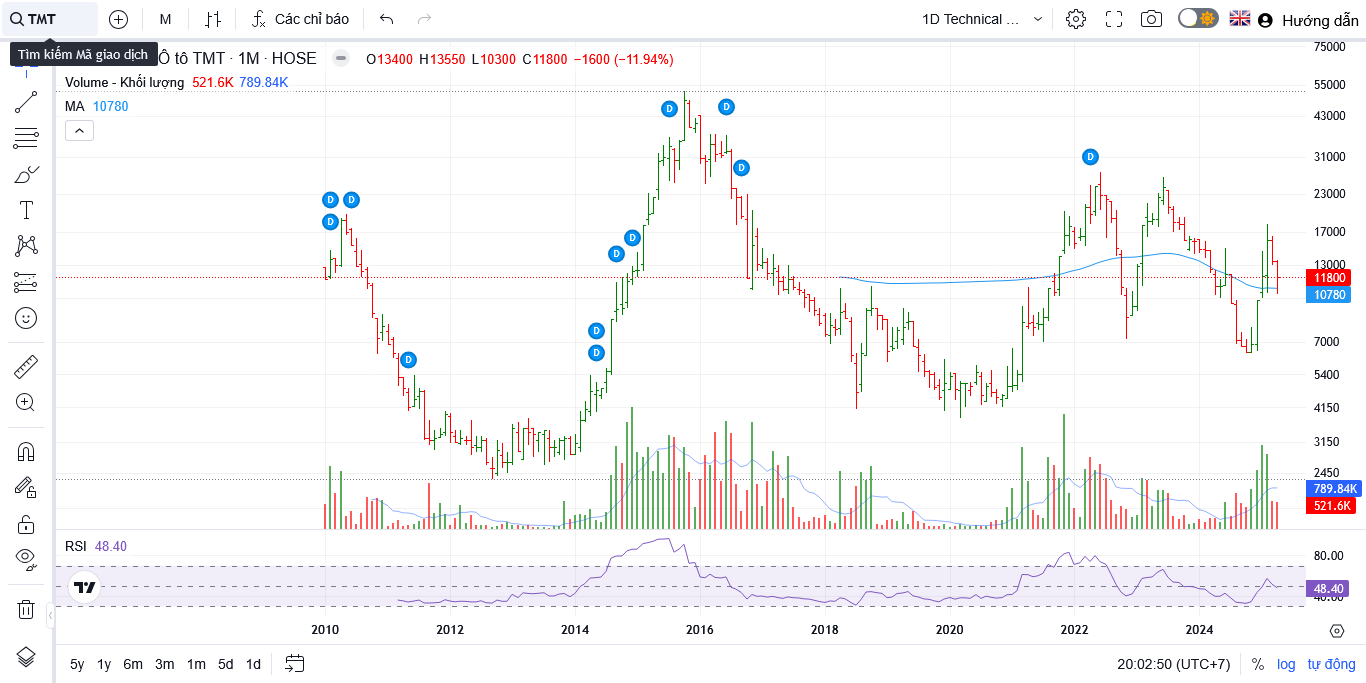 TMT
M
Các chỉ báo
1D Technical ...
Hướng dẫn
Tìm kiếm Mã giao dịch
Ô tô TMT · 1M · HOSE
O13400 H13550 L10300 C11800 −1600 (−11.94%)
Volume - Khối lượng 521.6K 789.84K
MA 10780
D
D
D
D
D
D
D
D
D
D
D
D
D
75000
55000
43000
31000
23000
17000
13000
11800
10780
7000
5400
4150
3150
2450
789.84K
521.6K
RSI 48.40
80.00
48.40
40.00
2010 2012 2014 2016 2018 2020 2022 2024
5y 1y 6m 3m 1m 5d 1d
20:02:50 (UTC+7) % log tự động